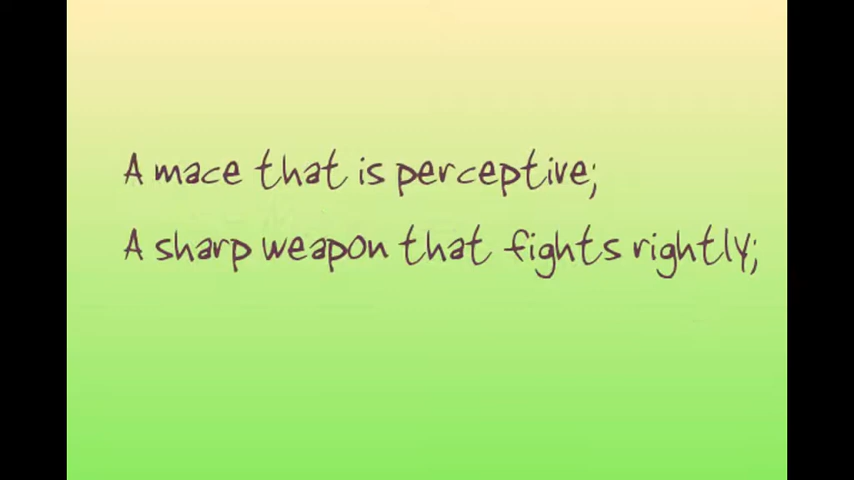 A mace that is perceptive;
A sharp weapon that fights rightly;